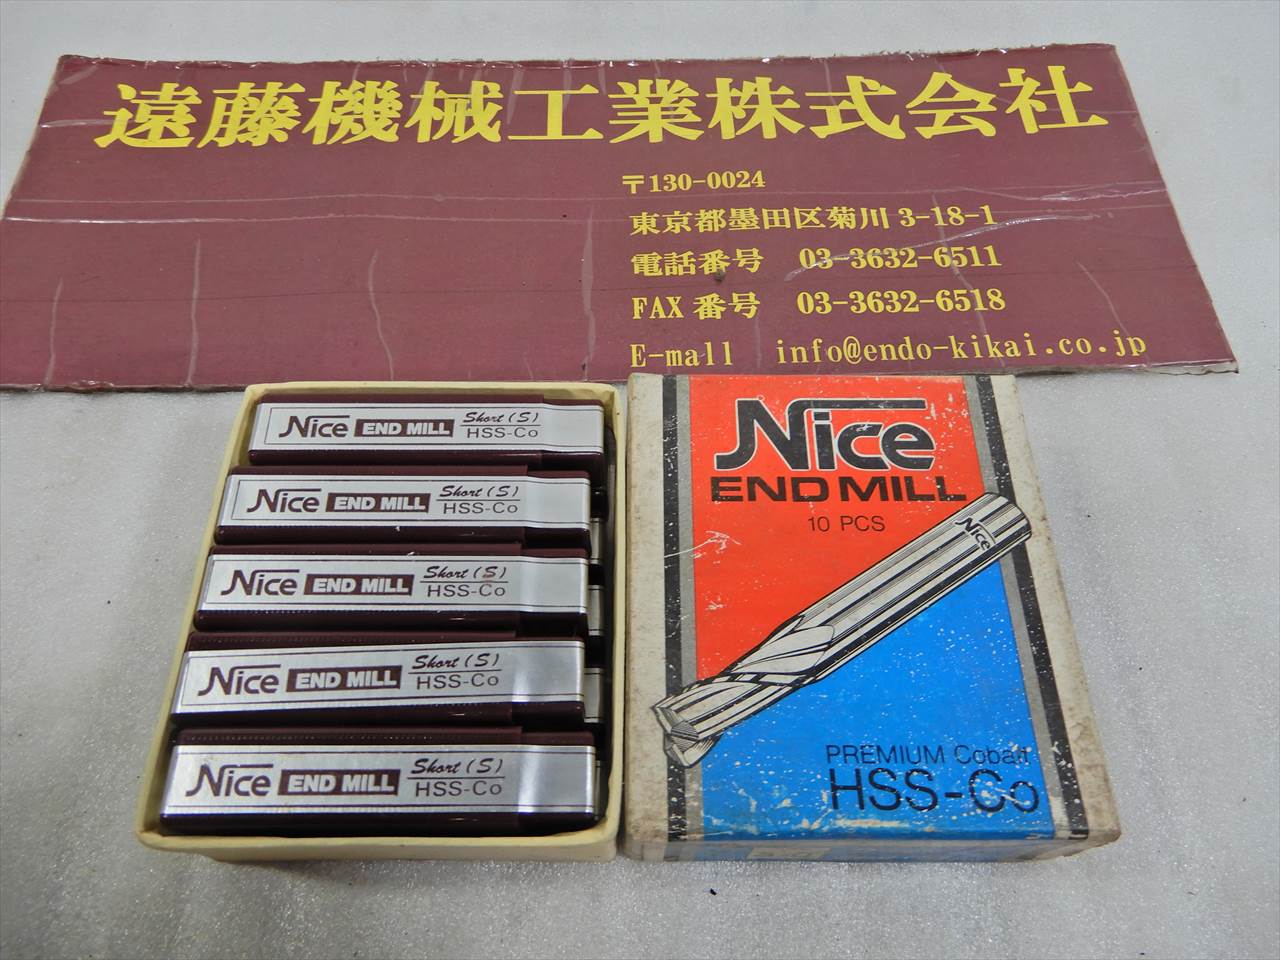 遠藤機械工業株式会社
〒130-0024
東京都墨田区菊川 3-18-1
電話番号 03-3632-6511
FAX 番号 03-3632-6518
E-mall info@endo-kikai.co.jp
Nice END MILL Short (S) HSS-Co
Nice END MILL Short (S) HSS-Co
Nice END MILL Short (S) HSS-Co
Nice END MILL Short (S) HSS-Co
Nice END MILL Short (S) HSS-Co
Nice
END MILL
10 PCS
Nice
PREMIUM Cobalt
HSS-Co